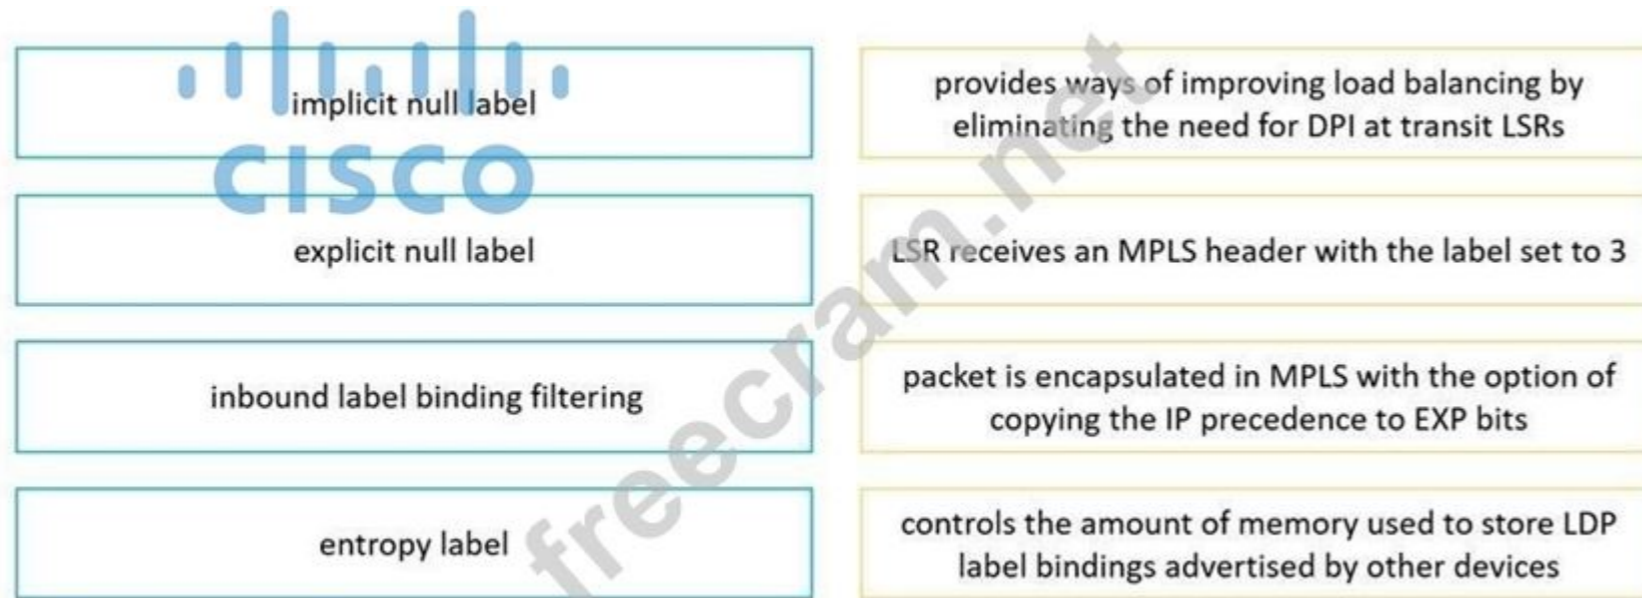 implicit null label
CISCO
explicit null label
inbound label binding filtering
entropy label
provides ways of improving load balancing by
eliminating the need for DPI at transit LSRs
LSR receives an MPLS header with the label set to 3
packet is encapsulated in MPLS with the option of
copying the IP precedence to EXP bits
controls the amount of memory used to store LDP
label bindings advertised by other devices
freecram.net